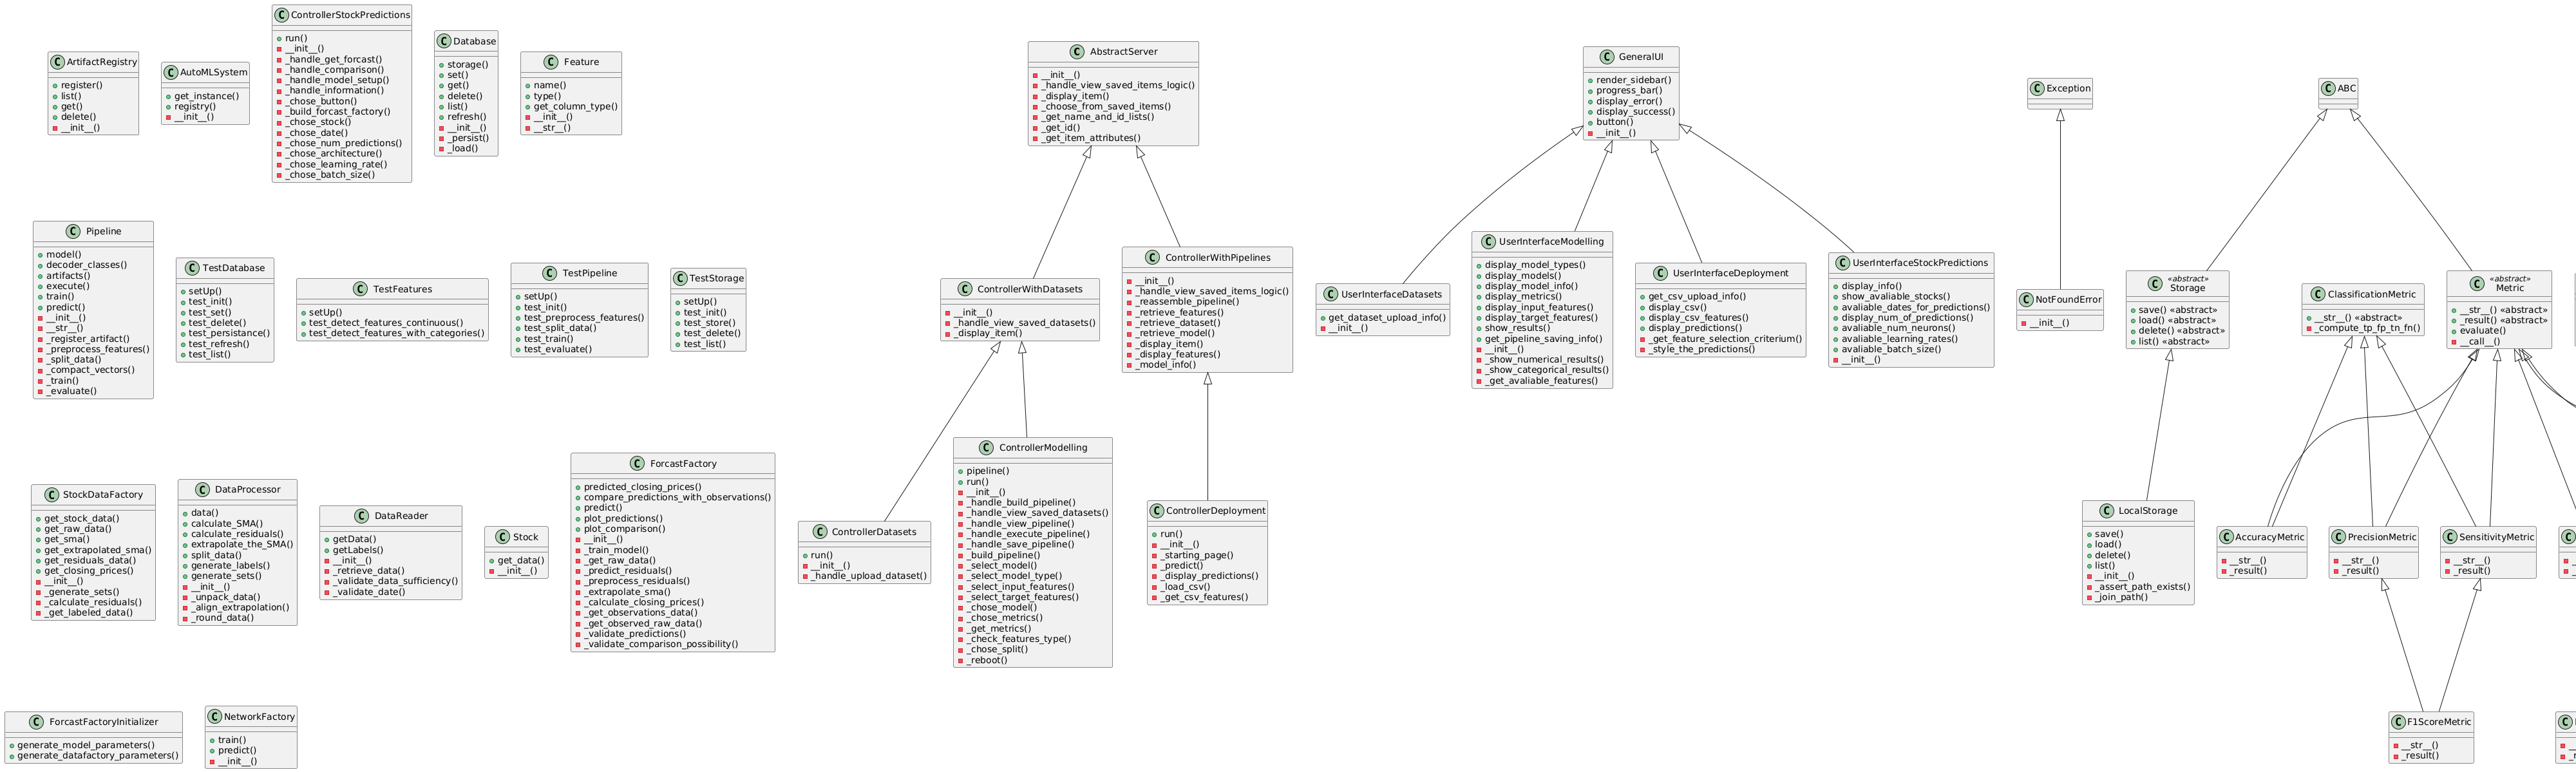 ArtifactRegistry
register()
list()
get()
delete()
__init__()
AutoMLSystem
get_instance()
registry()
__init__()
ControllerStockPredictions
run()
__init__()
_handle_get_forcast()
_handle_comparison()
_handle_model_setup()
_handle_information()
_chose_button()
_build_forcast_factory()
_chose_stock()
_chose_date()
_chose_num_predictions()
_chose_architecture()
_chose_learning_rate()
_chose_batch_size()
Database
storage()
set()
get()
delete()
list()
refresh()
__init__()
_persist()
_load()
Feature
name()
type()
get_column_type()
__init__()
__str__()
AbstractServer
__init__()
_handle_view_saved_items_logic()
_display_item()
_choose_from_saved_items()
_get_name_and_id_lists()
_get_id()
_get_item_attributes()
GeneralUI
render_sidebar()
progress_bar()
display_error()
display_success()
button()
__init__()
Exception
ABC
Pipeline
model()
decoder_classes()
artifacts()
execute()
train()
predict()
__init__()
__str__()
_register_artifact()
_preprocess_features()
_split_data()
_compact_vectors()
_train()
_evaluate()
TestDatabase
setUp()
test_init()
test_set()
test_delete()
test_persistance()
test_refresh()
test_list()
TestFeatures
setUp()
test_detect_features_continuous()
test_detect_features_with_categories()
TestPipeline
setUp()
test_init()
test_preprocess_features()
test_split_data()
test_train()
test_evaluate()
TestStorage
setUp()
test_init()
test_store()
test_delete()
test_list()
ControllerWithDatasets
__init__()
_handle_view_saved_datasets()
_display_item()
ControllerWithPipelines
__init__()
_handle_view_saved_items_logic()
_reassemble_pipeline()
_retrieve_features()
_retrieve_dataset()
_retrieve_model()
_display_item()
_display_features()
_model_info()
UserInterfaceDatasets
get_dataset_upload_info()
__init__()
UserInterfaceModelling
display_model_types()
display_models()
display_model_info()
display_metrics()
display_input_features()
display_target_features()
show_results()
get_pipeline_saving_info()
__init__()
_show_numerical_results()
_show_categorical_results()
_get_avaliable_features()
UserInterfaceDeployment
get_csv_upload_info()
display_csv()
display_csv_features()
display_predictions()
_get_feature_selection_criterium()
_style_the_predictions()
UserInterfaceStockPredictions
display_info()
show_avaliable_stocks()
avaliable_dates_for_predictions()
display_num_of_predictions()
avaliable_num_neurons()
avaliable_learning_rates()
avaliable_batch_size()
__init__()
NotFoundError
__init__()
«abstract»
Storage
save() «abstract»
load() «abstract»
delete() «abstract»
list() «abstract»
ClassificationMetric
__str__() «abstract»
_compute_tp_fp_tn_fn()
«abstract»
Metric
__str__() «abstract»
_result() «abstract»
evaluate()
__call__()
StockDataFactory
get_stock_data()
get_raw_data()
get_sma()
get_extrapolated_sma()
get_residuals_data()
get_closing_prices()
__init__()
_generate_sets()
_calculate_residuals()
_get_labeled_data()
DataProcessor
data()
calculate_SMA()
calculate_residuals()
extrapolate_the_SMA()
split_data()
generate_labels()
generate_sets()
__init__()
_unpack_data()
_align_extrapolation()
_round_data()
DataReader
getData()
getLabels()
__init__()
_retrieve_data()
_validate_data_sufficiency()
_validate_date()
Stock
get_data()
__init__()
ForcastFactory
predicted_closing_prices()
compare_predictions_with_observations()
predict()
plot_predictions()
plot_comparison()
__init__()
_train_model()
_get_raw_data()
_predict_residuals()
_preprocess_residuals()
_extrapolate_sma()
_calculate_closing_prices()
_get_observations_data()
_get_observed_raw_data()
_validate_predictions()
_validate_comparison_possibility()
ControllerDatasets
run()
__init__()
_handle_upload_dataset()
ControllerModelling
pipeline()
run()
__init__()
_handle_build_pipeline()
_handle_view_saved_datasets()
_handle_view_pipeline()
_handle_execute_pipeline()
_handle_save_pipeline()
_build_pipeline()
_select_model()
_select_model_type()
_select_input_features()
_select_target_features()
_chose_model()
_chose_metrics()
_get_metrics()
_check_features_type()
_chose_split()
_reboot()
ControllerDeployment
run()
__init__()
_starting_page()
_predict()
_display_predictions()
_load_csv()
_get_csv_features()
LocalStorage
save()
load()
delete()
list()
__init__()
_assert_path_exists()
_join_path()
AccuracyMetric
__str__()
_result()
PrecisionMetric
__str__()
_result()
SensitivityMetric
__str__()
_result()
ForcastFactoryInitializer
generate_model_parameters()
generate_datafactory_parameters()
NetworkFactory
train()
predict()
__init__()
F1ScoreMetric
__str__()
_result()